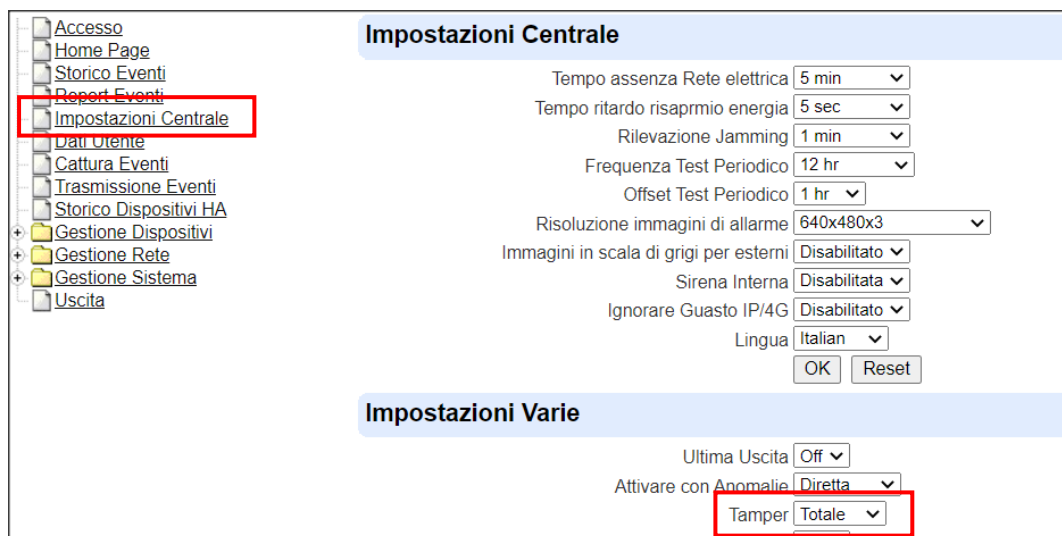 Accesso
Home Page
Storico Eventi
Report Eventi
Impostazioni Centrale
Dati Utente
Cattura Eventi
Trasmissione Eventi
Storico Dispositivi HA
Gestione Dispositivi
Gestione Rete
Gestione Sistema
Uscita
Impostazioni Centrale
Tempo assenza Rete elettrica 5 min
Tempo ritardo risaprmio energia 5 sec
Rilevazione Jamming 1 min
Frequenza Test Periodico 12 hr
Offset Test Periodico 1 hr
Risoluzione immagini di allarme 640x480x3
Immagini in scala di grigi per esterni Disabilitato
Sirena Interna Disabilitata
Ignorare Guasto IP/4G Disabilitato
Lingua Italian
OK Reset
Impostazioni Varie
Ultima Uscita Off
Attivare con Anomalie Diretta
Tamper Totale